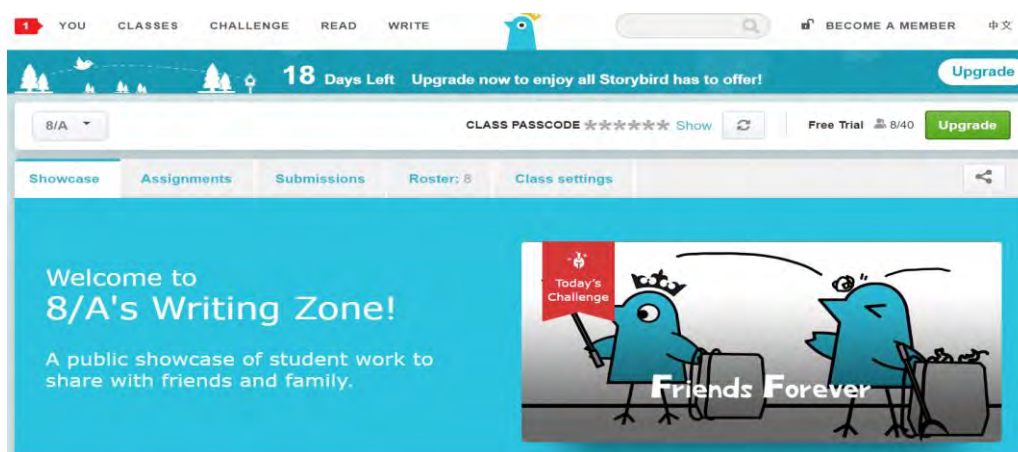 1 YOU CLASSES CHALLENGE READ WRITE BECOME A MEMBER 中文
18 Days Left Upgrade now to enjoy all Storybird has to offer! Upgrade
8/A CLASS PASSCODE ****** Show Free Trial 8/40 Upgrade
Showcase Assignments Submissions Roster: 8 Class settings
Welcome to
8/A's Writing Zone!
A public showcase of student work to
share with friends and family.
Today's
Challenge
Friends Forever